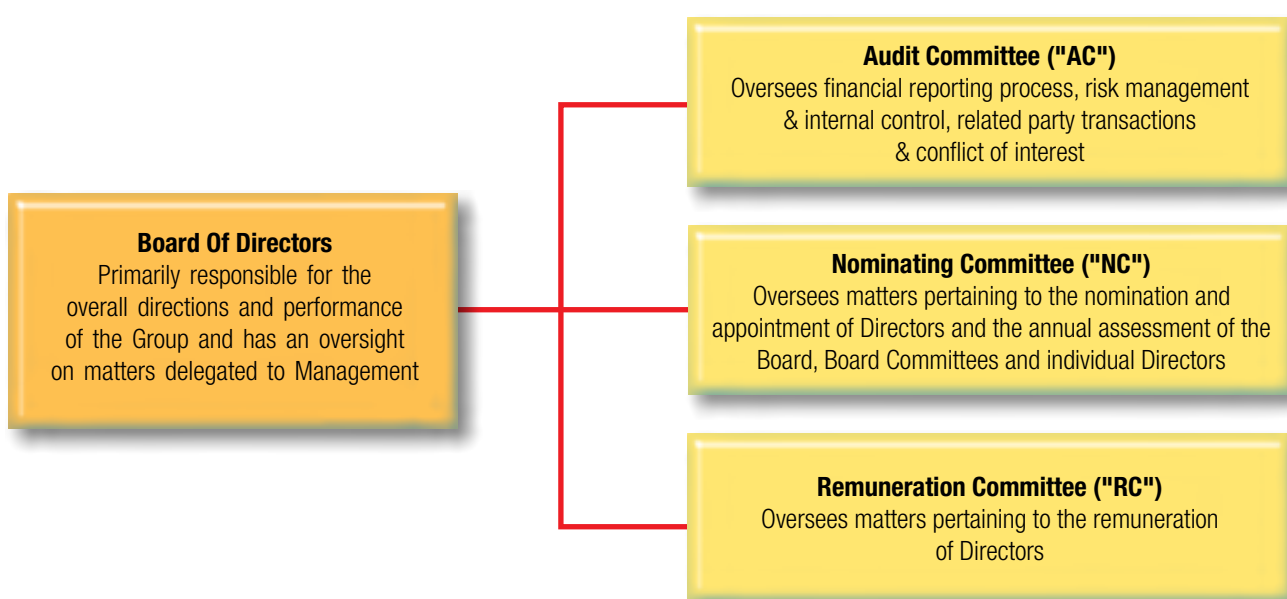 Board Of Directors
Primarily responsible for the
overall directions and performance
of the Group and has an oversight
on matters delegated to Management
Audit Committee ("AC")
Oversees financial reporting process, risk management
& internal control, related party transactions
& conflict of interest
Nominating Committee ("NC")
Oversees matters pertaining to the nomination and
appointment of Directors and the annual assessment of the
Board, Board Committees and individual Directors
Remuneration Committee ("RC")
Oversees matters pertaining to the remuneration
of Directors